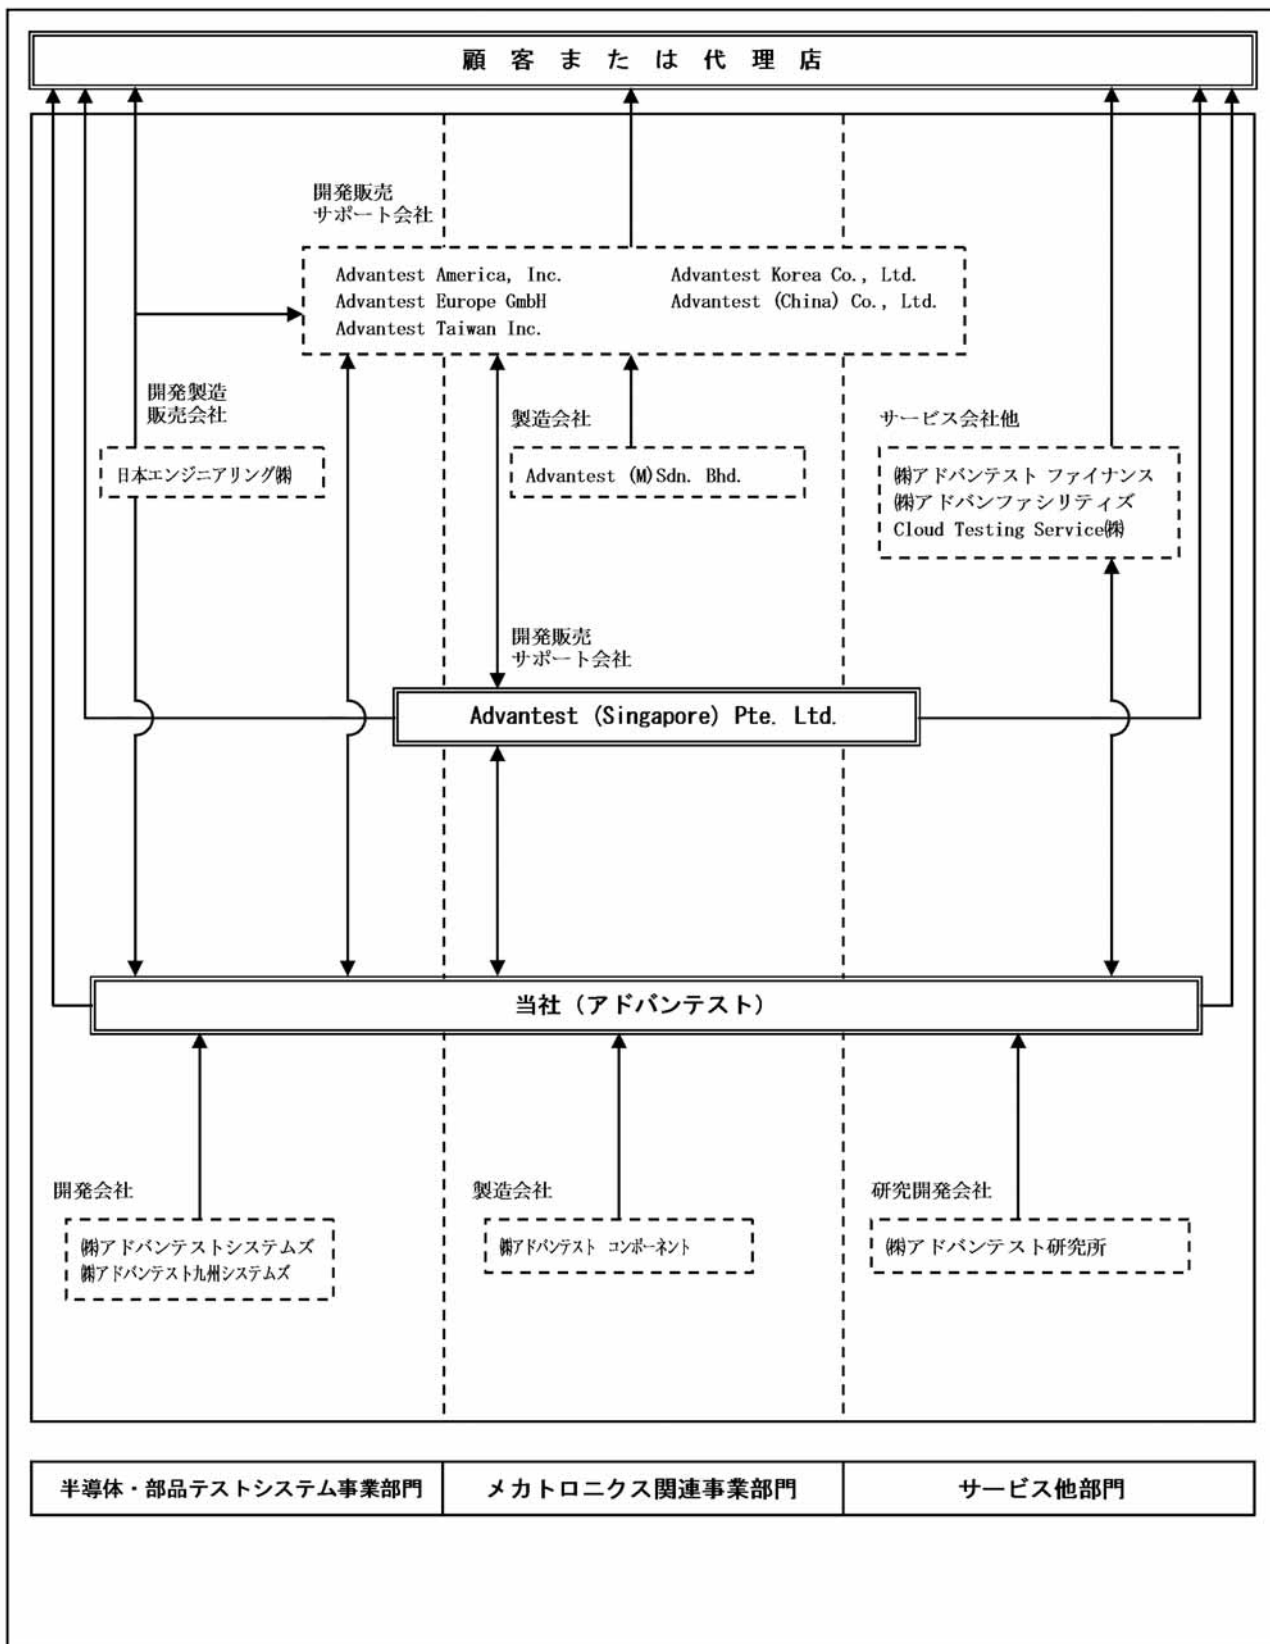 顧客または代理店
開発販売
サポート会社
Advantest America, Inc.
Advantest Korea Co., Ltd.
Advantest Europe GmbH
Advantest (China) Co., Ltd.
Advantest Taiwan Inc.
開発製造
販売会社
日本エンジニアリング㈱
製造会社
Advantest (M)Sdn. Bhd.
サービス会社他
㈱アドバンテスト ファイナンス
㈱アドバンファシリティズ
Cloud Testing Service㈱
開発販売
サポート会社
Advantest (Singapore) Pte. Ltd.
当社(アドバンテスト)
開発会社
㈱アドバンテストシステムズ
㈱アドバンテスト九州システムズ
製造会社
㈱アドバンテスト コンポーネント
研究開発会社
㈱アドバンテスト研究所
半導体・部品テストシステム事業部門
メカトロニクス関連事業部門
サービス他部門